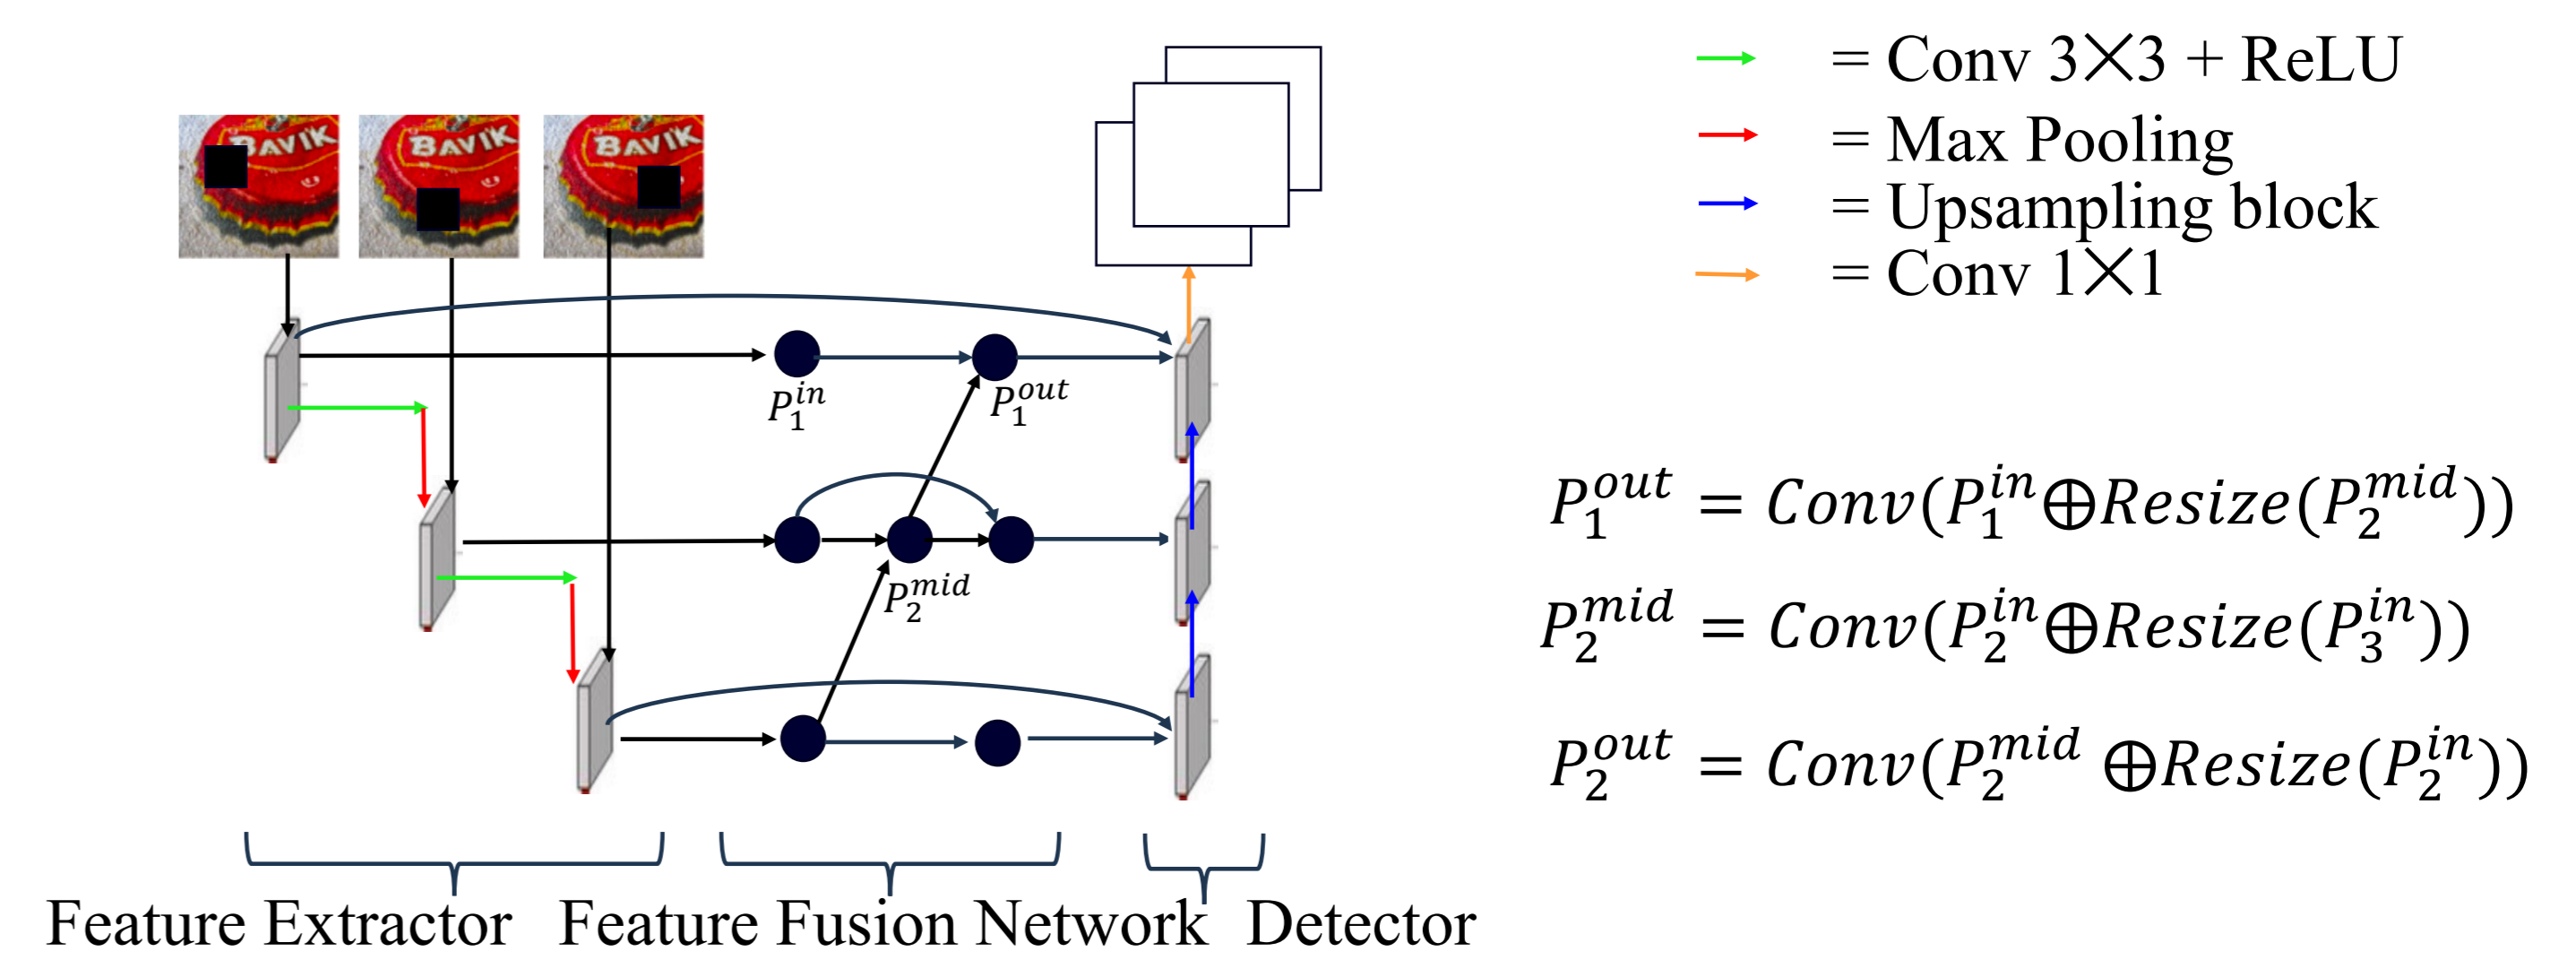 BAVIK BAVIK BAVIK
= Conv 3×3 + ReLU
= Max Pooling
= Upsampling block
= Conv 1×1
P_1^{in}
P_1^{out}
P_2^{mid}
P_1^{out} = Conv(P_1^{in}⊕Resize(P_2^{mid}))
P_2^{mid} = Conv(P_2^{in}⊕Resize(P_3^{in}))
P_2^{out} = Conv(P_2^{mid} ⊕Resize(P_2^{in}))
Feature Extractor Feature Fusion Network Detector